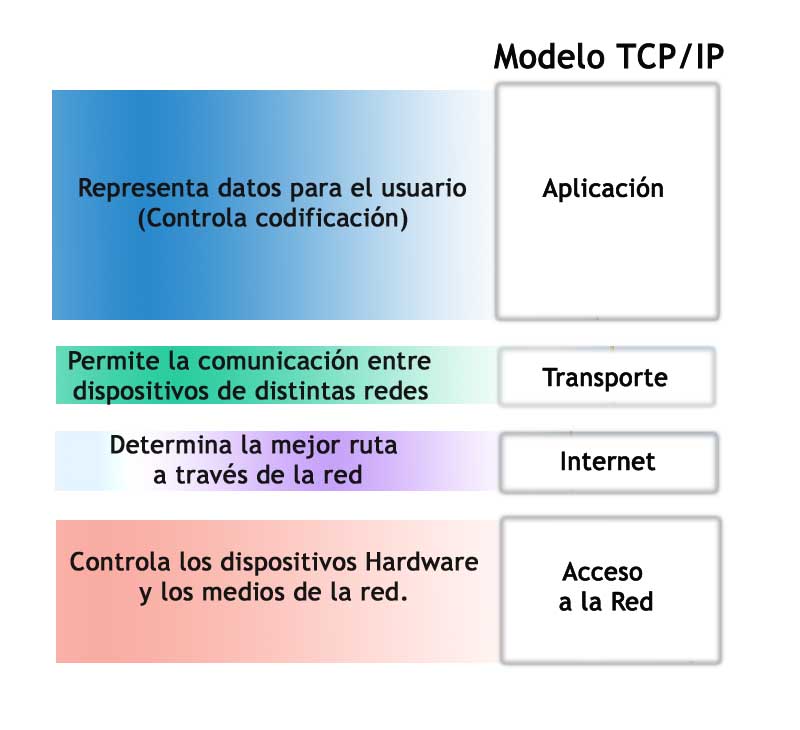 Modelo TCP/IP
Representa datos para el usuario
(Controla codificación)
Aplicación
Permite la comunicación entre
dispositivos de distintas redes
Transporte
Determina la mejor ruta
a través de la red
Internet
Controla los dispositivos Hardware
y los medios de la red.
Acceso
a la Red